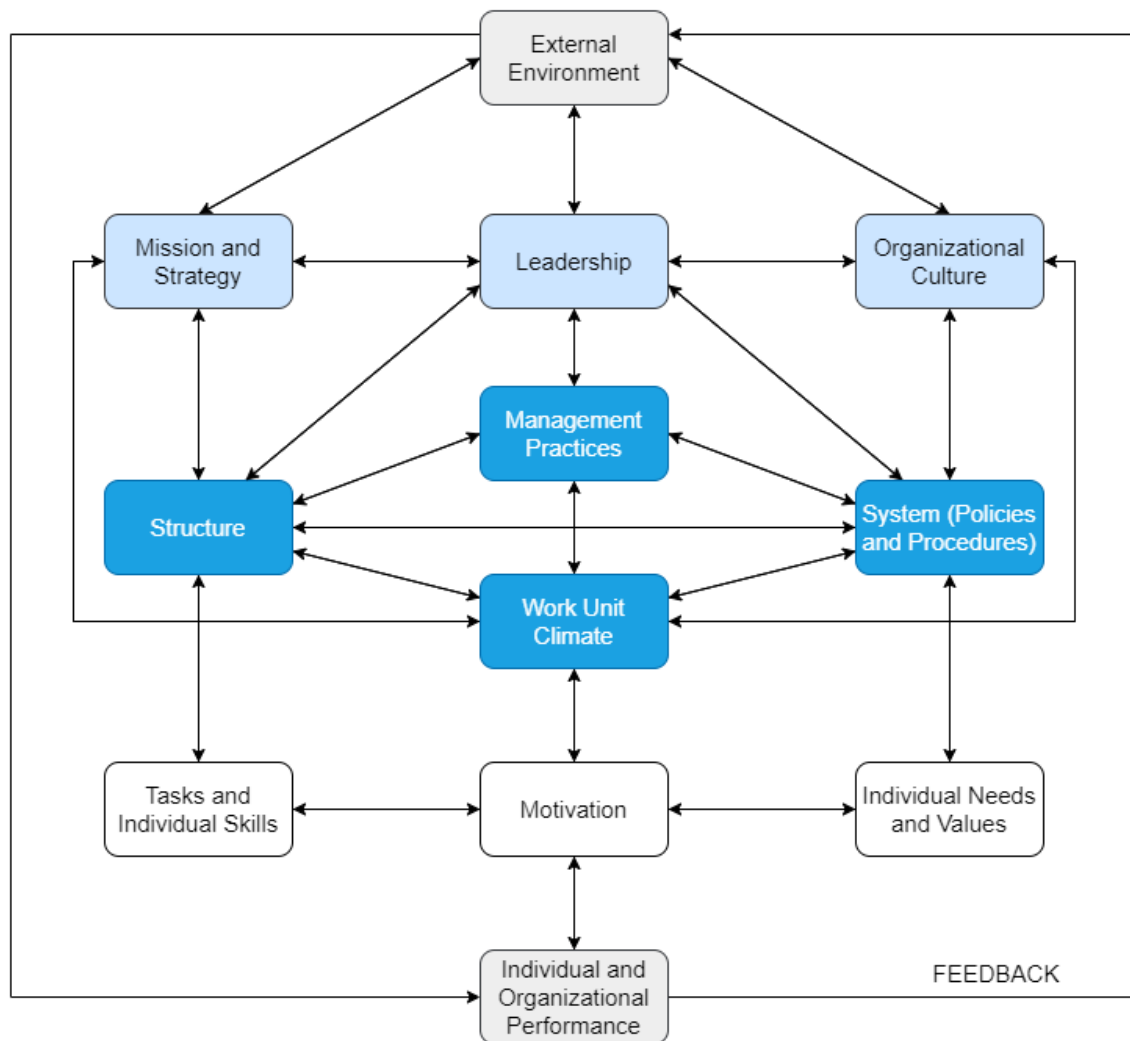 External
Environment
Mission and
Strategy
Leadership
Organizational
Culture
Management
Practices
Structure
System (Policies
and Procedures)
Work Unit
Climate
Tasks and
Individual Skills
Motivation
Individual Needs
and Values
Individual and
Organizational
Performance
FEEDBACK